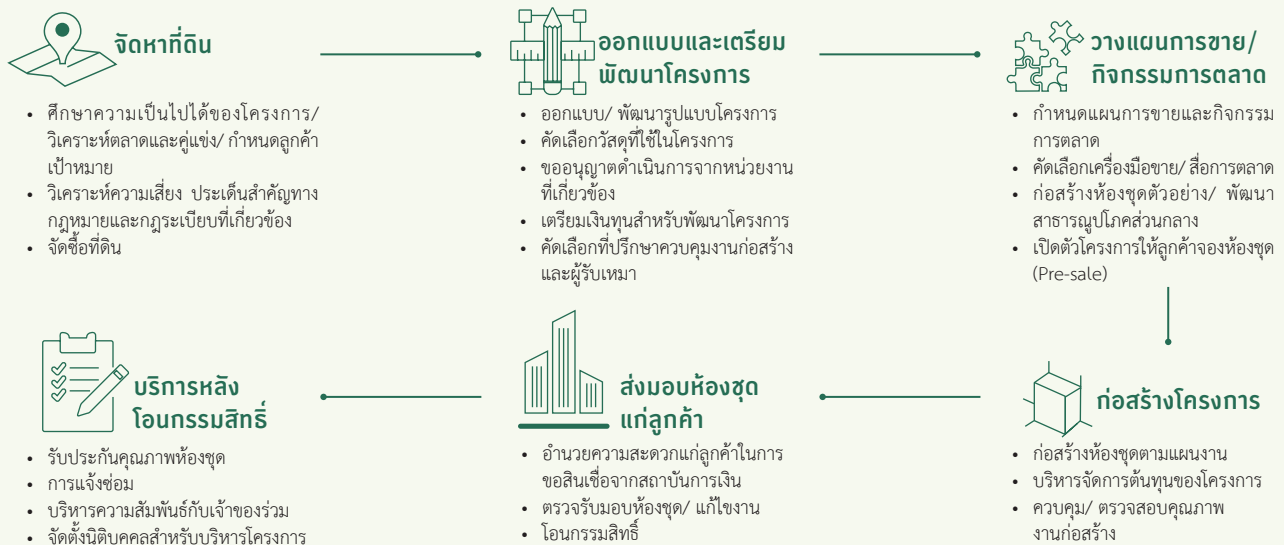 จัดหาที่ดิน
• ศึกษาความเป็นไปได้ของโครงการ/
วิเคราะห์ตลาดและคู่แข่ง/ กำหนดลูกค้า
เป้าหมาย
• วิเคราะห์ความเสี่ยง ประเด็นสำคัญทาง
กฎหมายและกฎระเบียบที่เกี่ยวข้อง
• จัดซื้อที่ดิน
ออกแบบและเตรียม
พัฒนาโครงการ
• ออกแบบ/ พัฒนารูปแบบโครงการ
• คัดเลือกวัสดุที่ใช้ในโครงการ
• ขออนุญาตดำเนินการจากหน่วยงาน
ที่เกี่ยวข้อง
• เตรียมเงินทุนสำหรับพัฒนาโครงการ
• คัดเลือกที่ปรึกษาควบคุมงานก่อสร้าง
และผู้รับเหมา
วางแผนการขาย/
กิจกรรมการตลาด
• กำหนดแผนการขายและกิจกรรม
การตลาด
• คัดเลือกเครื่องมือขาย/ สื่อการตลาด
• ก่อสร้างห้องชุดตัวอย่าง/ พัฒนา
สาธารณูปโภคส่วนกลาง
• เปิดตัวโครงการให้ลูกค้าจองห้องชุด
(Pre-sale)
ก่อสร้างโครงการ
• ก่อสร้างห้องชุดตามแผนงาน
• บริหารจัดการต้นทุนของโครงการ
• ควบคุม/ ตรวจสอบคุณภาพ
งานก่อสร้าง
ส่งมอบห้องชุด
แก่ลูกค้า
• อำนวยความสะดวกแก่ลูกค้าในการ
ขอสินเชื่อจากสถาบันการเงิน
• ตรวจรับมอบห้องชุด/ แก้ไขงาน
• โอนกรรมสิทธิ์
บริการหลัง
โอนกรรมสิทธิ์
• รับประกันคุณภาพห้องชุด
• การแจ้งซ่อม
• บริหารความสัมพันธ์กับเจ้าของร่วม
• จัดตั้งนิติบุคคลสำหรับบริหารโครงการ